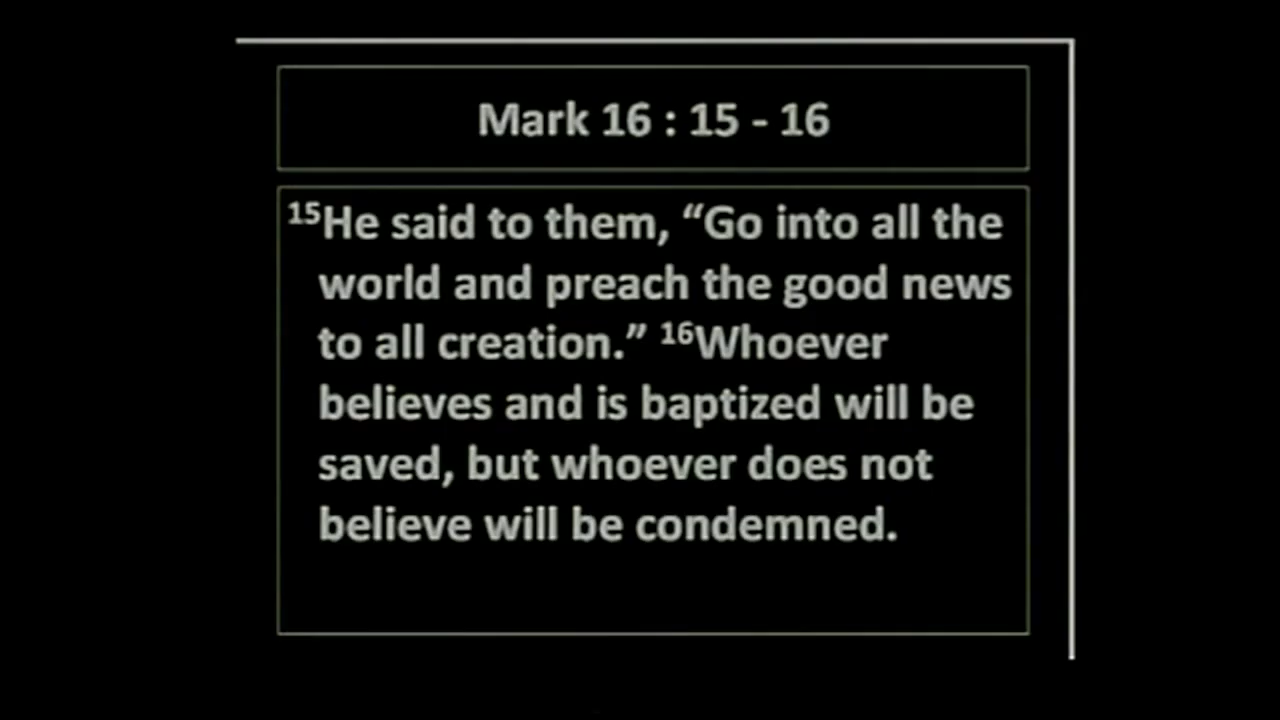 Mark 16 : 15 - 16
¹⁵He said to them, “Go into all the
world and preach the good news
to all creation.” ¹⁶Whoever
believes and is baptized will be
saved, but whoever does not
believe will be condemned.